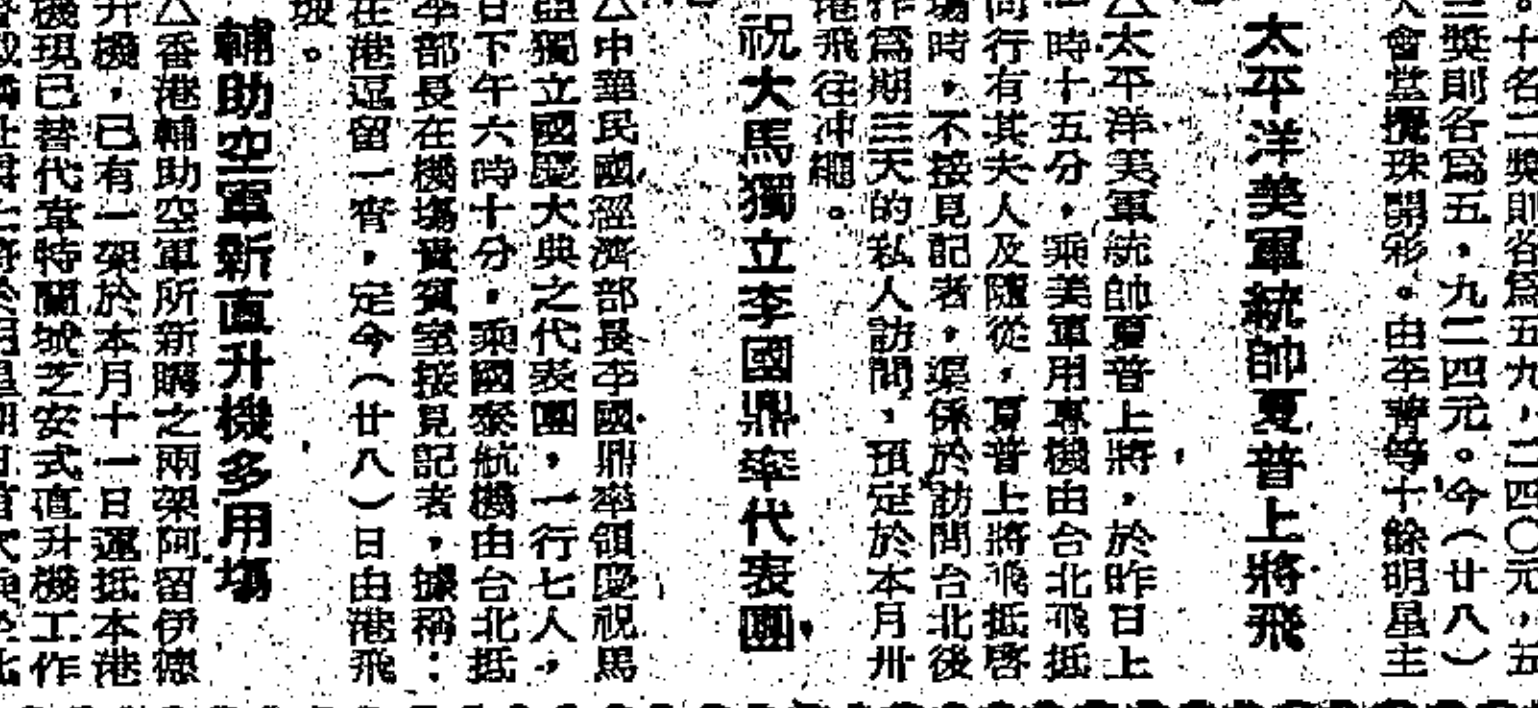 十名二獎則各爲五九,二四〇元,五
三獎則各爲五,九二四元。今(廿八)
會堂攪珠開彩。由李菁等十餘明星主
太平洋美軍統帥夏普上將飛
△太平洋美軍統帥夏普上將,於昨日上
時十五分,乘美軍用專機由台北飛抵
同行有其夫人及隨從,夏普上將飛抵啓
塲時,不接見記者,渠係於訪問台北後
作爲期三天的私人訪問,預定於本月卅
港飛往冲繩。
祝大馬獨立李國鼎率代表團
△中華民國經濟部長李國鼎率領慶祝馬
亞獨立國慶大典之代表團,一行七人,
日下午六時十分,乘國泰航機由台北抵
李部長在機塲貴賓室接見記者,據稱:
在港逗留一宵,定今(廿八)日由港飛
坡。
輔助空軍新直升機多用塲
△香港輔助空軍所新購之兩架阿留伊德
升機,已有一架於本月十一日運抵本港
機現已替代韋特蘭城之安式直升機工作